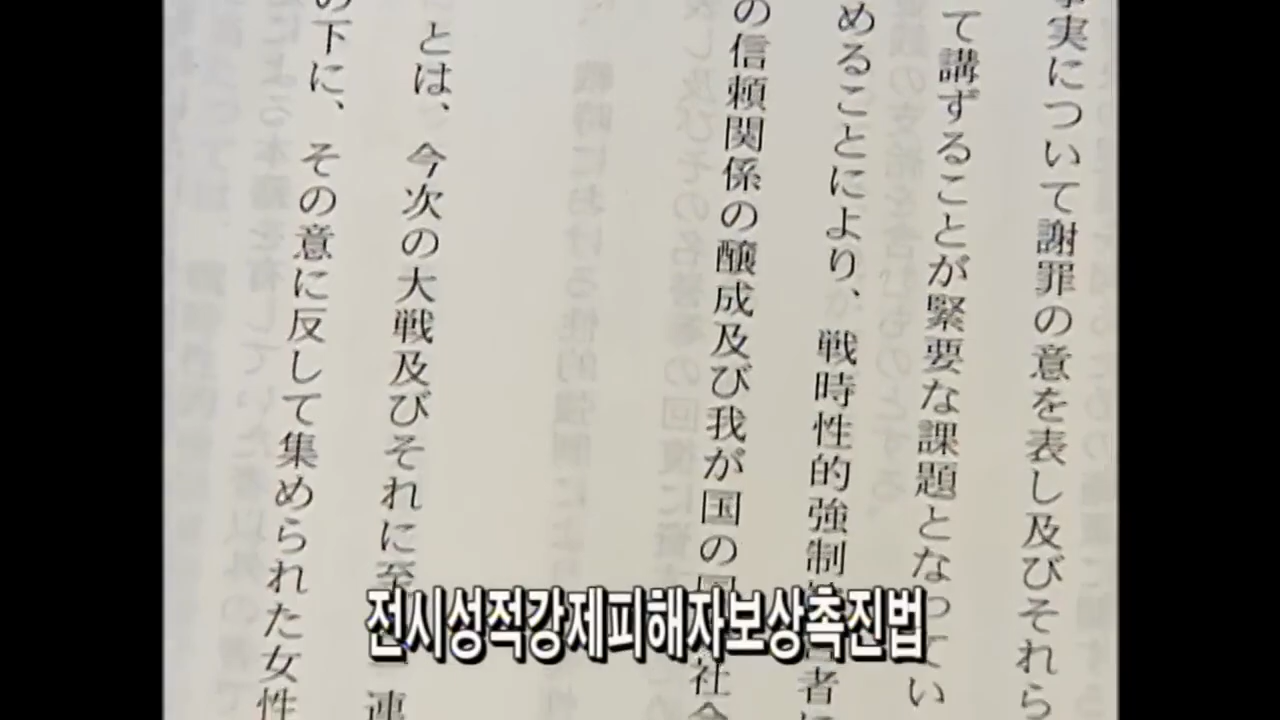 事実について謝罪の意を表し及びそれら
て講ずることが緊要な課題となってい
めることにより、戦時性的強制
の信頼関係の醸成及び我が国の
社会
とは、今次の大戦及びそれに至
連
の下に、その意に反して集められた女性
전시성적강제피해자보상촉진법